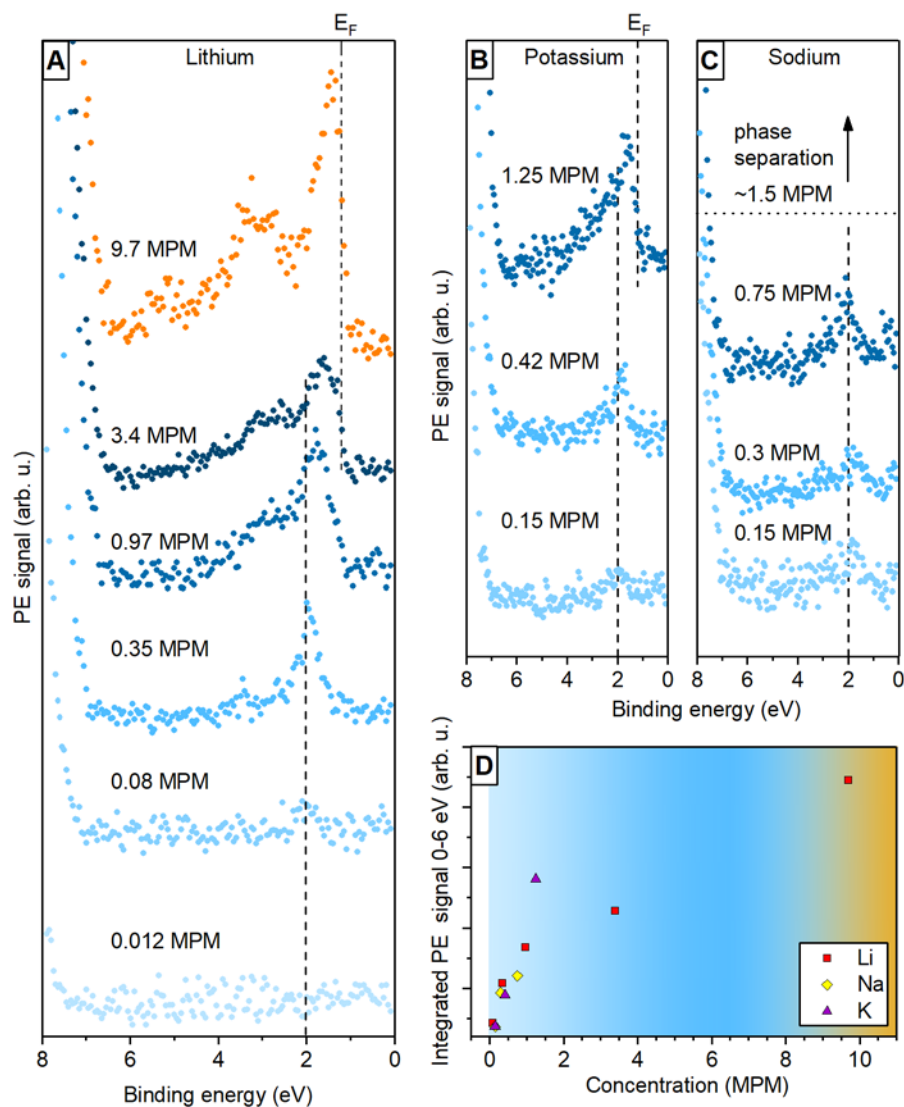 E_F
A
Lithium
9.7 MPM
3.4 MPM
0.97 MPM
0.35 MPM
0.08 MPM
0.012 MPM
PE signal (arb. u.)
8
6
4
2
0
Binding energy (eV)
E_F
B
Potassium
1.25 MPM
0.42 MPM
0.15 MPM
PE signal (arb. u.)
8
6
4
2
0
C
Sodium
phase
separation
~1.5 MPM
0.75 MPM
0.3 MPM
0.15 MPM
8
6
4
2
0
Binding energy (eV)
D
Integrated PE signal 0-6 eV (arb. u.)
Li
Na
K
0
2
4
6
8
10
Concentration (MPM)